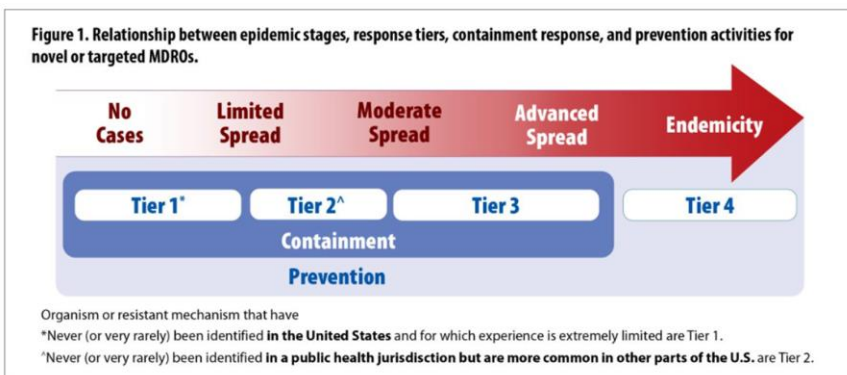 Figure 1. Relationship between epidemic stages, response tiers, containment response, and prevention activities for
novel or targeted MDROs.
No
Cases
Limited
Spread
Moderate
Spread
Advanced
Spread
Endemicity
Tier 1*
Tier 2^
Tier 3
Tier 4
Containment
Prevention
Organism or resistant mechanism that have
*Never (or very rarely) been identified in the United States and for which experience is extremely limited are Tier 1.
^Never (or very rarely) been identified in a public health jurisdisction but are more common in other parts of the U.S. are Tier 2.